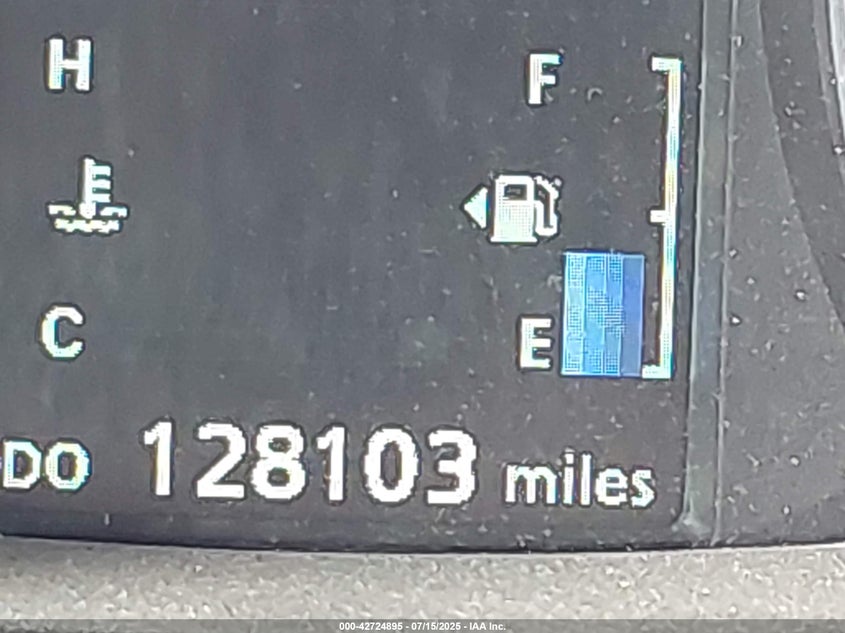 H F
C E
DO 128103 miles
000-42724895 - 07/15/2025 - IAA Inc.